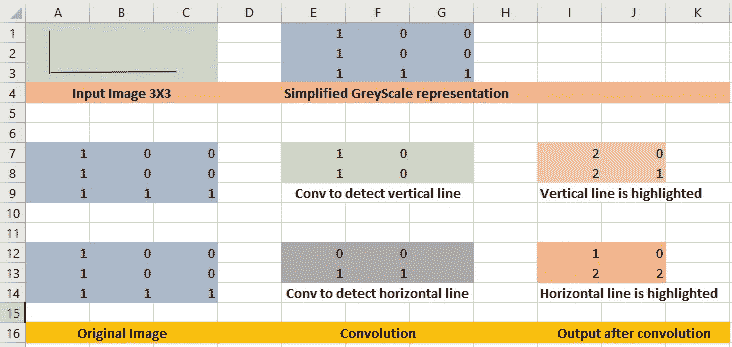 A B C D E F G H I J K
1 1 0 0
2 1 0 0
3 1 1 1
4 Input Image 3X3 Simplified GreyScale representation
5
6
7 1 0 0 1 0 2 0
8 1 0 0 1 0 2 1
9 1 1 1 Conv to detect vertical line Vertical line is highlighted
10
11
12 1 0 0 0 0 1 0
13 1 0 0 1 1 2 2
14 1 1 1 Conv to detect horizontal line Horizontal line is highlighted
15
16 Original Image Convolution Output after convolution